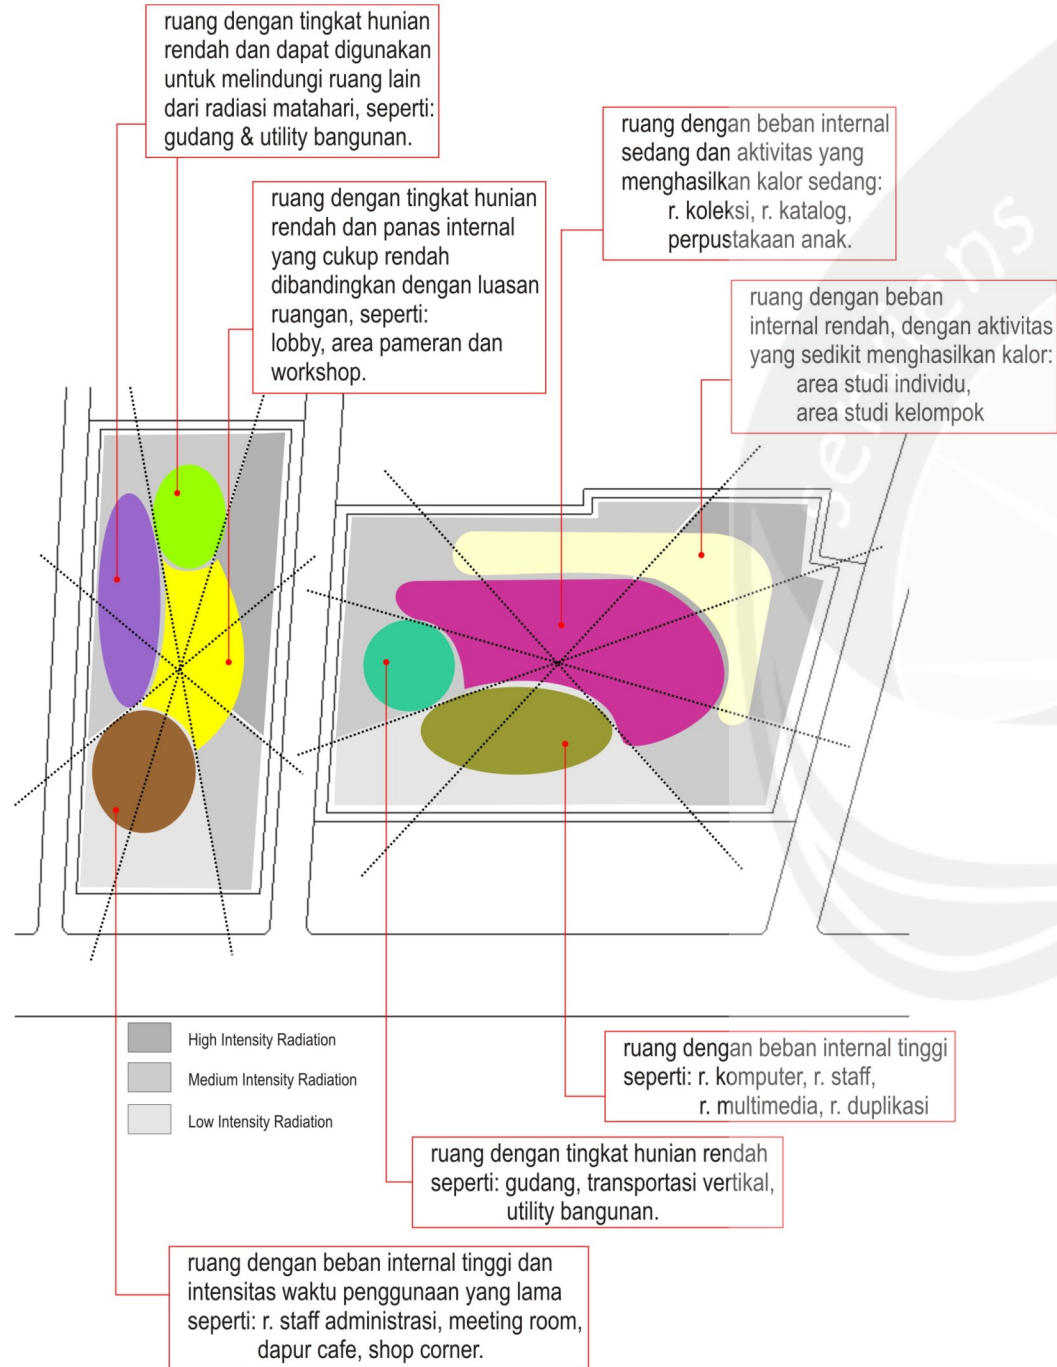 ruang dengan tingkat hunian
rendah dan dapat digunakan
untuk melindungi ruang lain
dari radiasi matahari, seperti:
gudang & utility bangunan.
ruang dengan tingkat hunian
rendah dan panas internal
yang cukup rendah
dibandingkan dengan luasan
ruangan, seperti:
lobby, area pameran dan
workshop.
ruang dengan beban internal
sedang dan aktivitas yang
menghasilkan kalor sedang:
r. koleksi, r. katalog,
perpustakaan anak.
ruang dengan beban
internal rendah, dengan aktivitas
yang sedikit menghasilkan kalor:
area studi individu,
area studi kelompok
serviens
High Intensity Radiation
Medium Intensity Radiation
Low Intensity Radiation
ruang dengan beban internal tinggi
seperti: r. komputer, r. staff,
r. multimedia, r. duplikasi
ruang dengan tingkat hunian rendah
seperti: gudang, transportasi vertikal,
utility bangunan.
ruang dengan beban internal tinggi dan
intensitas waktu penggunaan yang lama
seperti: r. staff administrasi, meeting room,
dapur cafe, shop corner.